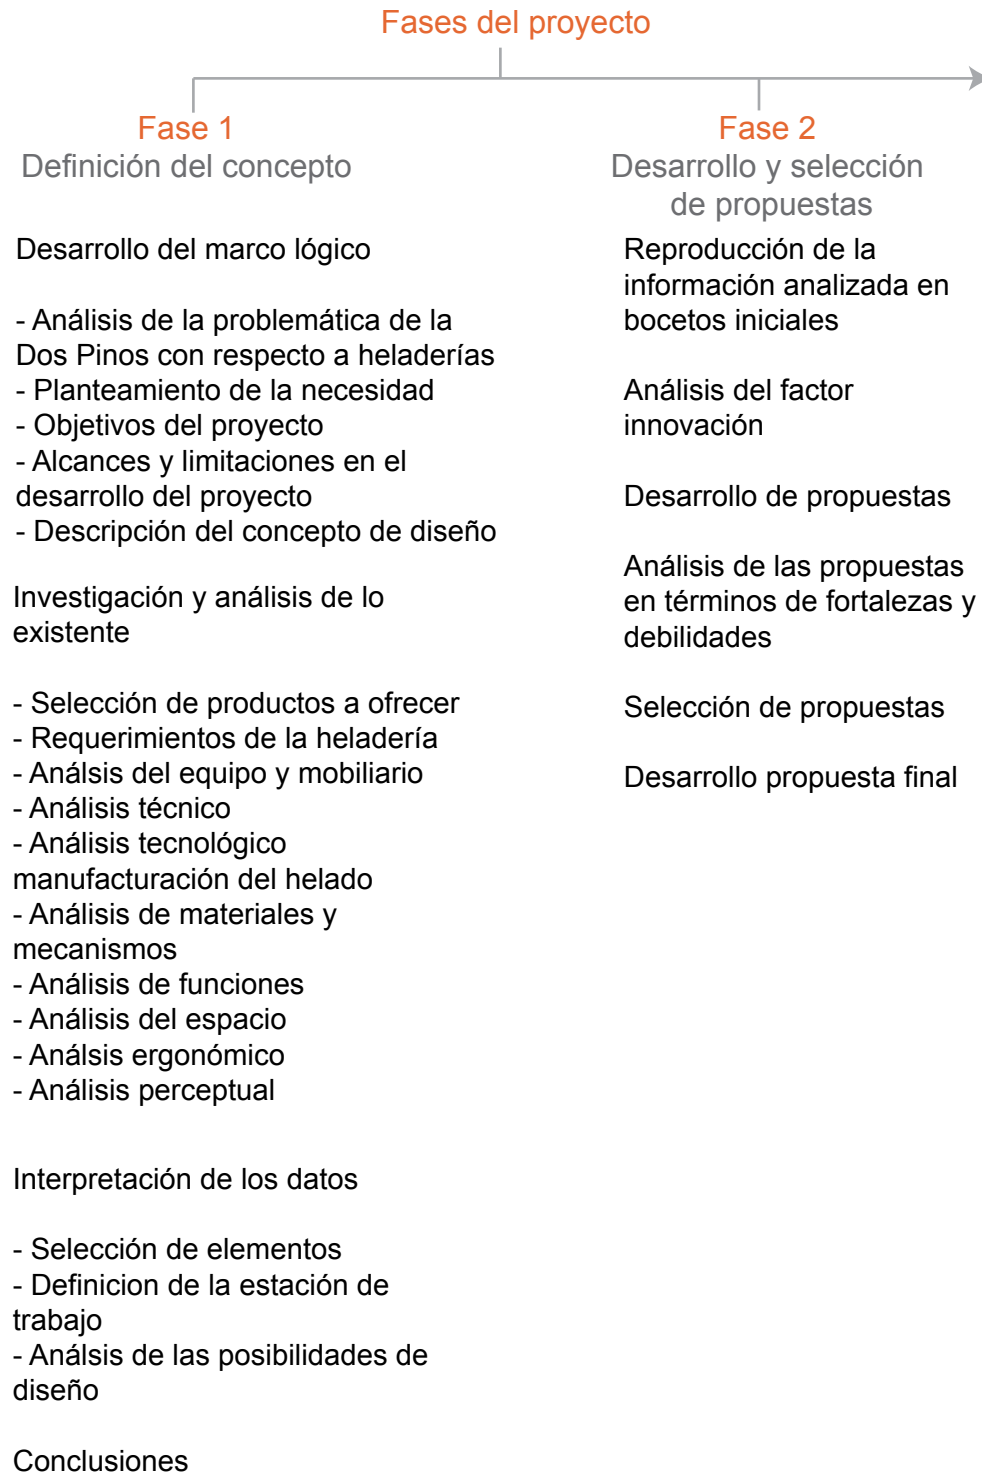 Fases del proyecto
Fase 1
Definición del concepto
Desarrollo del marco lógico
- Análisis de la problemática de la
Dos Pinos con respecto a heladerías
- Planteamiento de la necesidad
- Objetivos del proyecto
- Alcances y limitaciones en el
desarrollo del proyecto
- Descripción del concepto de diseño
Investigación y análisis de lo
existente
- Selección de productos a ofrecer
- Requerimientos de la heladería
- Análsis del equipo y mobiliario
- Análisis técnico
- Análisis tecnológico
manufacturación del helado
- Análisis de materiales y
mecanismos
- Análisis de funciones
- Análisis del espacio
- Análsis ergonómico
- Análisis perceptual
Interpretación de los datos
- Selección de elementos
- Definicion de la estación de
trabajo
- Análsis de las posibilidades de
diseño
Conclusiones
Fase 2
Desarrollo y selección
de propuestas
Reproducción de la
información analizada en
bocetos iniciales
Análisis del factor
innovación
Desarrollo de propuestas
Análisis de las propuestas
en términos de fortalezas y
debilidades
Selección de propuestas
Desarrollo propuesta final